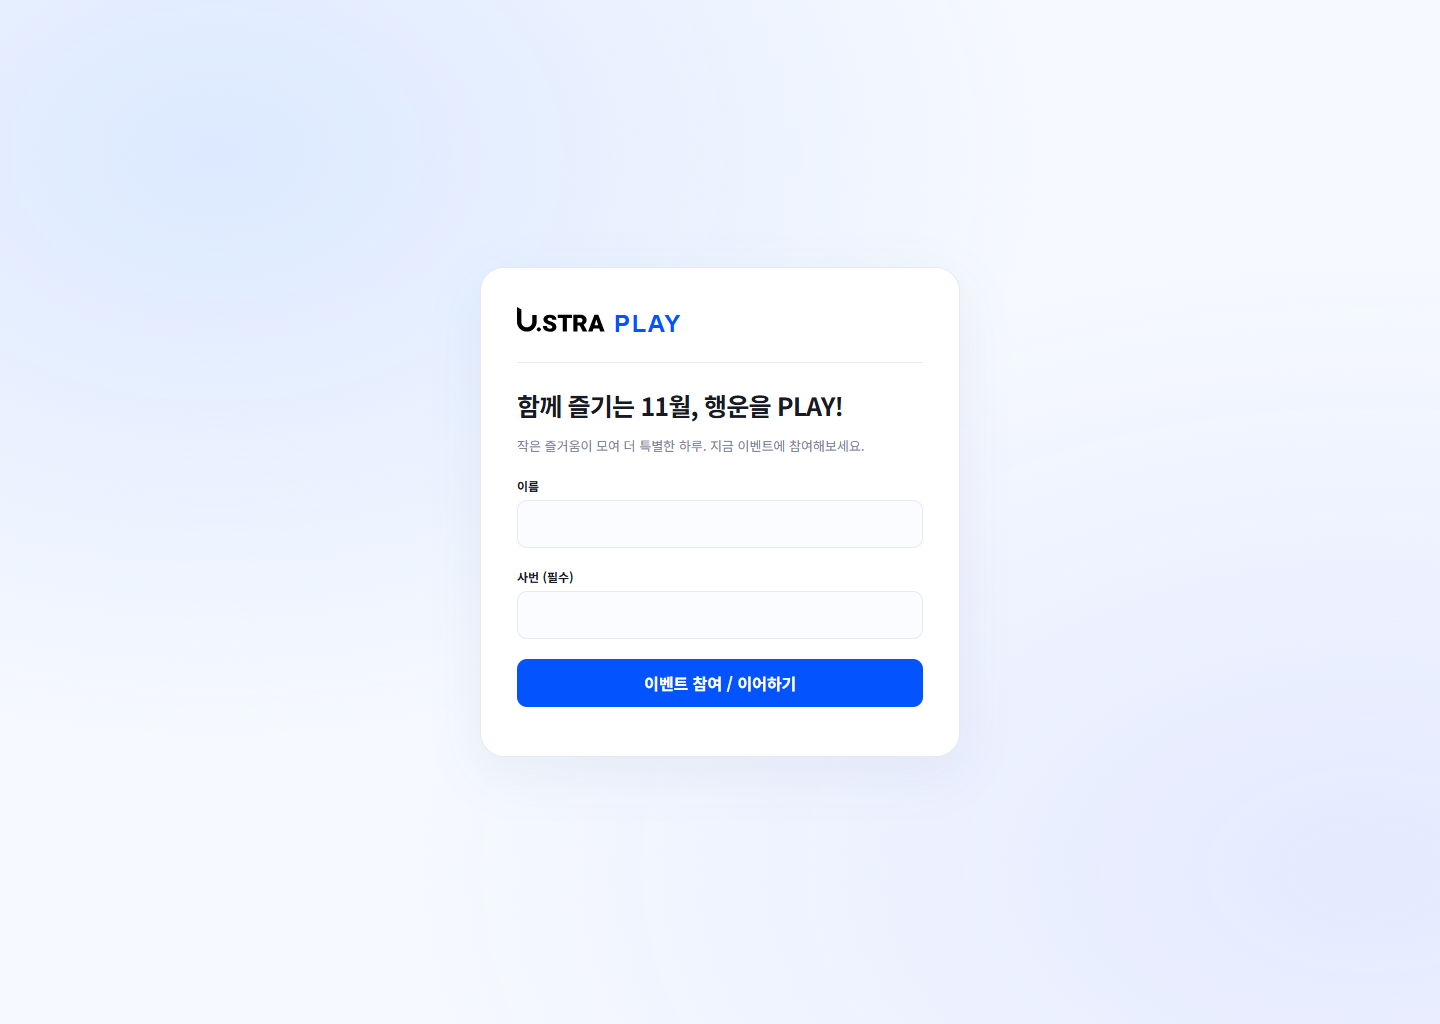 U.STRA PLAY
함께 즐기는 11월, 행운을 PLAY!
작은 즐거움이 모여 더 특별한 하루. 지금 이벤트에 참여해보세요.
이름
사번 (필수)
이벤트 참여 / 이어하기